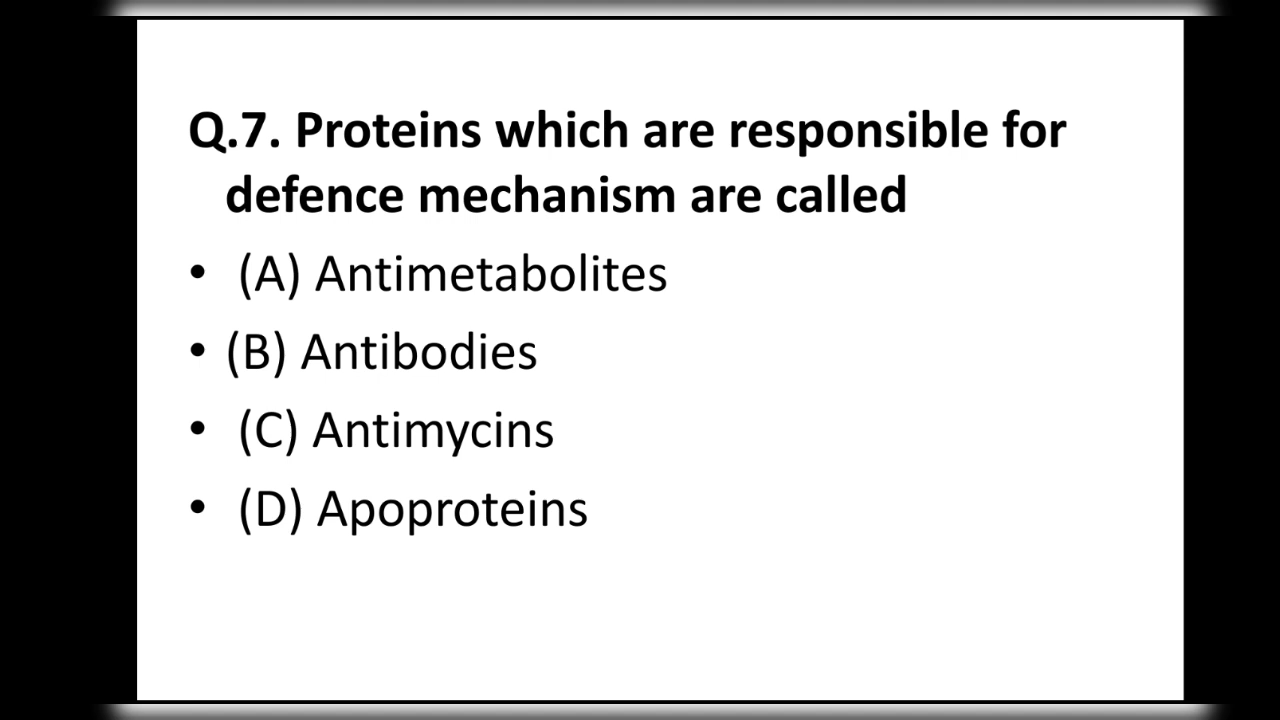 Q.7. Proteins which are responsible for
defence mechanism are called
• (A) Antimetabolites
• (B) Antibodies
• (C) Antimycins
• (D) Apoproteins